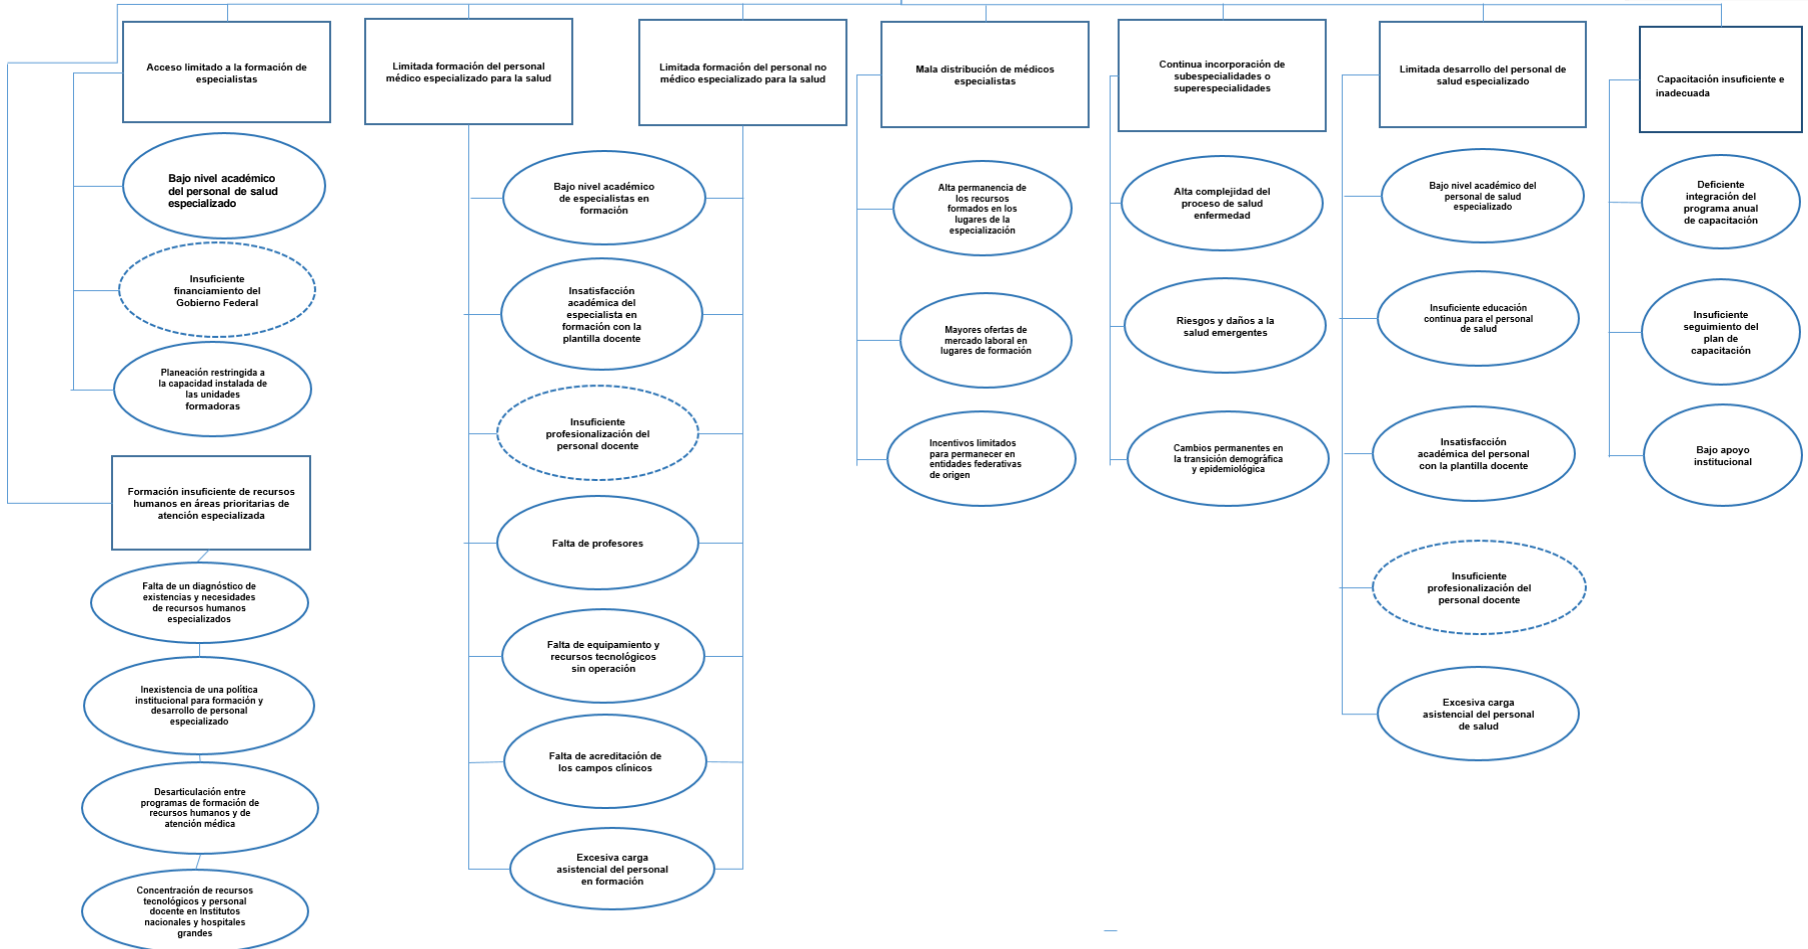 Acceso limitado a la formación de
especialistas
Bajo nivel académico
del personal de salud
especializado
Insuficiente
financiamiento del
Gobierno Federal
Planeación restringida a
la capacidad instalada de
las unidades
formadoras
Formación insuficiente de recursos
humanos en áreas prioritarias de
atención especializada
Falta de un diagnóstico de
existencias y necesidades
de recursos humanos
especializados
Inexistencia de una política
institucional para formación y
desarrollo de personal
especializado
Desarticulación entre
programas de formación de
recursos humanos y de
atención médica
Concentración de recursos
tecnológicos y personal
docente en Institutos
nacionales y hospitales
grandes
Limitada formación del personal
médico especializado para la salud
Limitada formación del personal no
médico especializado para la salud
Bajo nivel académico
de especialistas en
formación
Insatisfacción
académica del
especialista en
formación con la
plantilla docente
Insuficiente
profesionalización del
personal docente
Falta de profesores
Falta de equipamiento y
recursos tecnológicos
sin operación
Falta de acreditación de
los campos clínicos
Excesiva carga
asistencial del personal
en formación
Mala distribución de médicos
especialistas
Alta permanencia de
los recursos
formados en los
lugares de la
especialización
Mayores ofertas de
mercado laboral en
lugares de formación
Incentivos limitados
para permanecer en
entidades federativas
de origen
Continua incorporación de
subespecialidades o
superespecialidades
Alta complejidad del
proceso de salud
enfermedad
Riesgos y daños a la
salud emergentes
Cambios permanentes en
la transición demográfica
y epidemiológica
Limitada desarrollo del personal de
salud especializado
Bajo nivel académico del
personal de salud
especializado
Insuficiente educación
continua para el personal
de salud
Insatisfacción
académica del personal
con la plantilla docente
Insuficiente
profesionalización del
personal docente
Excesiva carga
asistencial del personal
de salud
Capacitación insuficiente e
inadecuada
Deficiente
integración del
programa anual
de capacitación
Insuficiente
seguimiento del
plan de
capacitación
Bajo apoyo
institucional